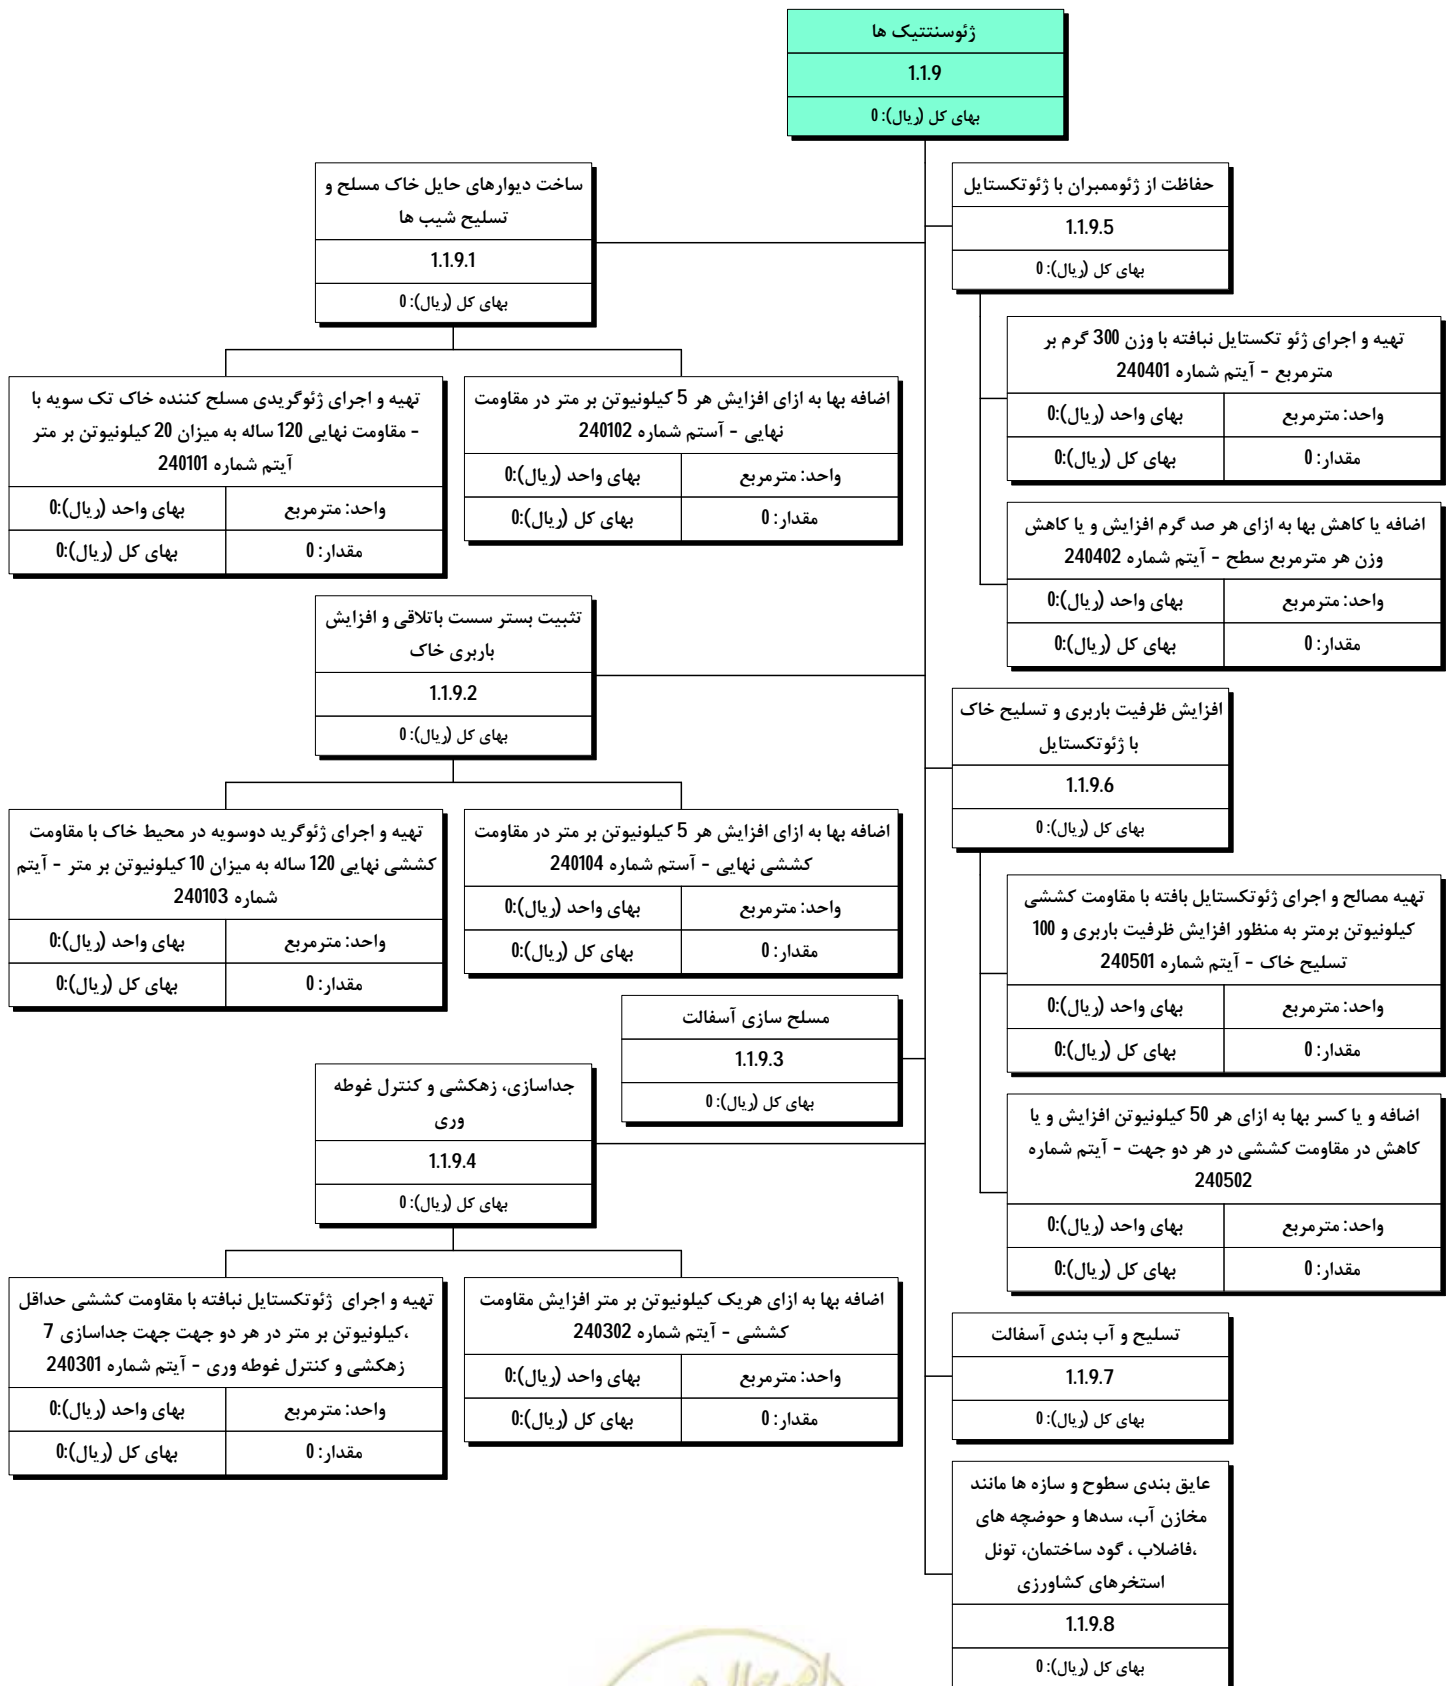 ژئوسنتتیک ها
1.1.9
بهای کل (ریال): 0
ساخت دیوارهای حایل خاک مسلح و
تسلیح شیب ها
1.1.9.1
بهای کل (ریال): 0
تهیه و اجرای ژئوگریدی مسلح کننده خاک تک سویه با
مقاومت نهایی 120 ساله به میزان 20 کیلونیوتن بر متر -
آیتم شماره 240101
واحد: مترمربع
بهای واحد (ریال):0
مقدار: 0
بهای کل (ریال):0
اضافه بها به ازای افزایش هر 5 کیلونیوتن بر متر در مقاومت
نهایی - آستم شماره 240102
واحد: مترمربع
بهای واحد (ریال):0
مقدار: 0
بهای کل (ریال):0
تثبیت بستر سست باتلاقی و افزایش
باربری خاک
1.1.9.2
بهای کل (ریال): 0
تهیه و اجرای ژئوگرید دوسویه در محیط خاک با مقاومت
کششی نهایی 120 ساله به میزان 10 کیلونیوتن بر متر - آیتم
شماره 240103
واحد: مترمربع
بهای واحد (ریال):0
مقدار: 0
بهای کل (ریال):0
اضافه بها به ازای افزایش هر 5 کیلونیوتن بر متر در مقاومت
کششی نهایی - آستم شماره 240104
واحد: مترمربع
بهای واحد (ریال):0
مقدار: 0
بهای کل (ریال):0
مسلح سازی آسفالت
1.1.9.3
بهای کل (ریال): 0
جداسازی، زهکشی و کنترل غوطه
وری
1.1.9.4
بهای کل (ریال): 0
تهیه و اجرای ژئوتکستایل نبافته با مقاومت کششی حداقل
7 کیلونیوتن بر متر در هر دو جهت جهت جداسازی،
زهکشی و کنترل غوطه وری - آیتم شماره 240301
واحد: مترمربع
بهای واحد (ریال):0
مقدار: 0
بهای کل (ریال):0
اضافه بها به ازای هریک کیلونیوتن بر متر افزایش مقاومت
کششی - آیتم شماره 240302
واحد: مترمربع
بهای واحد (ریال):0
مقدار: 0
بهای کل (ریال):0
حفاظت از ژئوممبران با ژئوتکستایل
1.1.9.5
بهای کل (ریال): 0
تهیه و اجرای ژئو تکستایل نبافته با وزن 300 گرم بر
مترمربع - آیتم شماره 240401
واحد: مترمربع
بهای واحد (ریال):0
مقدار: 0
بهای کل (ریال):0
اضافه یا کاهش بها به ازای هر صد گرم افزایش و یا کاهش
وزن هر مترمربع سطح - آیتم شماره 240402
واحد: مترمربع
بهای واحد (ریال):0
مقدار: 0
بهای کل (ریال):0
افزایش ظرفیت باربری و تسلیح خاک
با ژئوتکستایل
1.1.9.6
بهای کل (ریال): 0
تهیه مصالح و اجرای ژئوتکستایل بافته با مقاومت کششی
100 کیلونیوتن برمتر به منظور افزایش ظرفیت باربری و
تسلیح خاک - آیتم شماره 240501
واحد: مترمربع
بهای واحد (ریال):0
مقدار: 0
بهای کل (ریال):0
اضافه و یا کسر بها به ازای هر 50 کیلونیوتن افزایش و یا
کاهش در مقاومت کششی در هر دو جهت - آیتم شماره
240502
واحد: مترمربع
بهای واحد (ریال):0
مقدار: 0
بهای کل (ریال):0
تسلیح و آب بندی آسفالت
1.1.9.7
بهای کل (ریال): 0
عایق بندی سطوح و سازه ها مانند
مخازن آب، سدها و حوضچه های
فاضلاب ، گود ساختمان، تونل،
استخرهای کشاورزی
1.1.9.8
بهای کل (ریال): 0